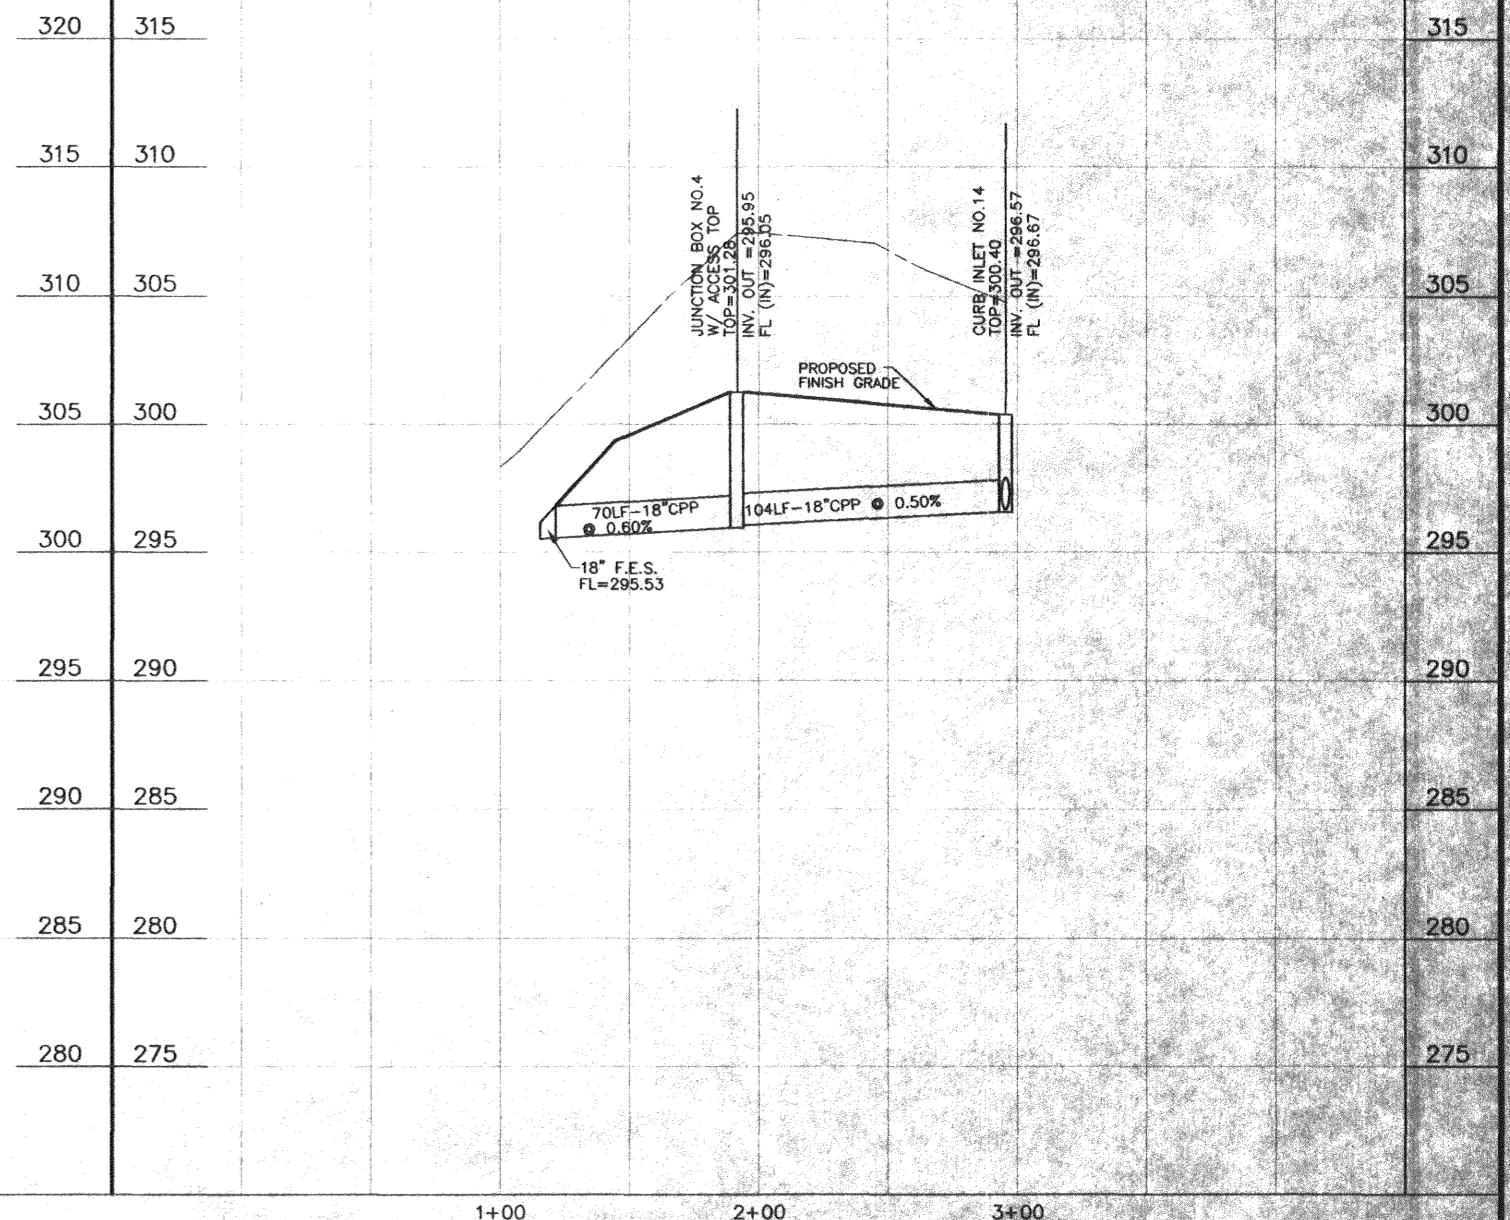 320 315 315
315 310 310
JUNCTION BOX NO.4
W/ ACCESS TOP
TOP=301.28
INV. OUT =295.95
FL (IN)=296.05
CURB INLET NO.14
TOP=300.40
INV. OUT =296.57
FL (IN)=296.67
310 305 305
PROPOSED
FINISH GRADE
305 300 300
70LF-18"CPP
@ 0.60%
104LF-18"CPP @ 0.50%
300 295 295
18" F.E.S.
FL=295.53
295 290 290
290 285 285
285 280 280
280 275 275
1+00 2+00 3+00